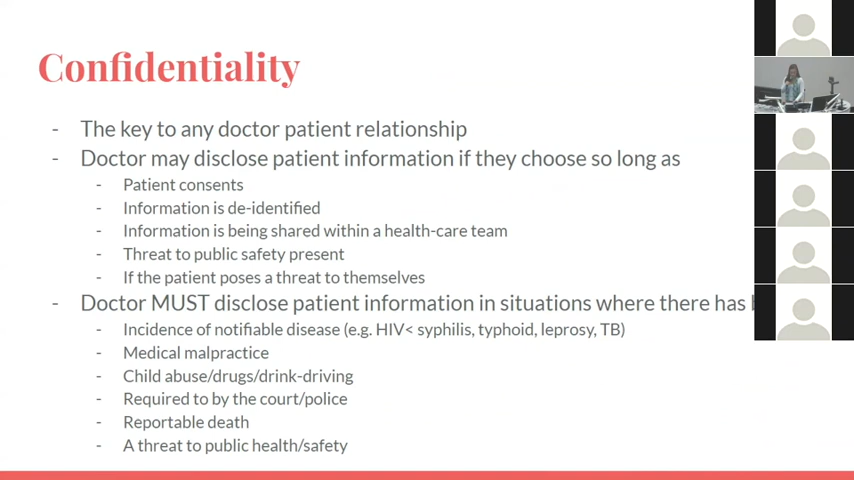 Confidentiality
- The key to any doctor patient relationship
- Doctor may disclose patient information if they choose so long as
- Patient consents
- Information is de-identified
- Information is being shared within a health-care team
- Threat to public safety present
- If the patient poses a threat to themselves
- Doctor MUST disclose patient information in situations where there has
- Incidence of notifiable disease (e.g. HIV< syphilis, typhoid, leprosy, TB)
- Medical malpractice
- Child abuse/drugs/drink-driving
- Required to by the court/police
- Reportable death
- A threat to public health/safety